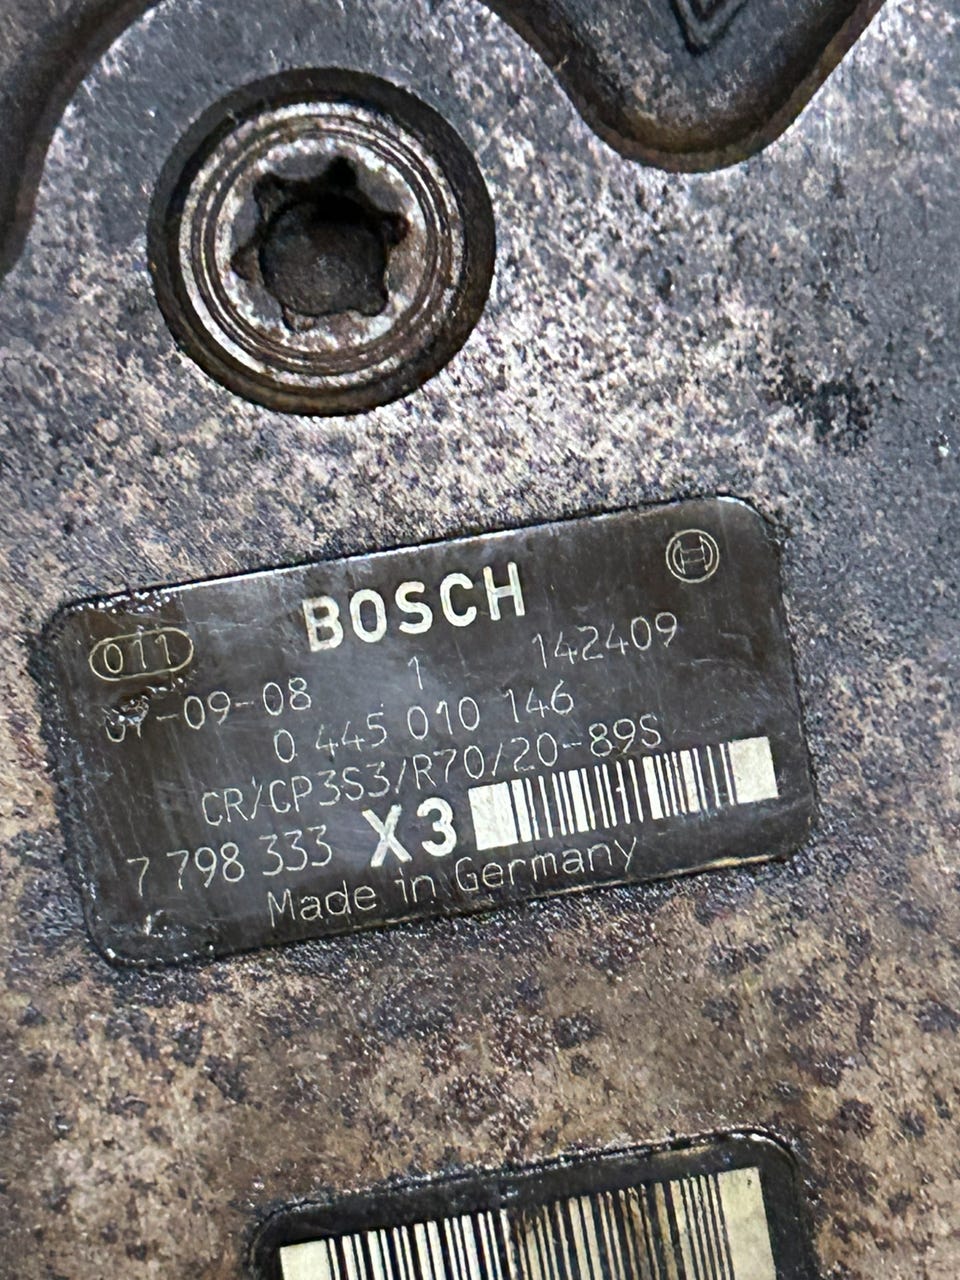 BOSCH
011
1 142409
-09-08
0 445 010 146
CR/CP3S3/R70/20-89S
7 798 333 X3
Made in Germany